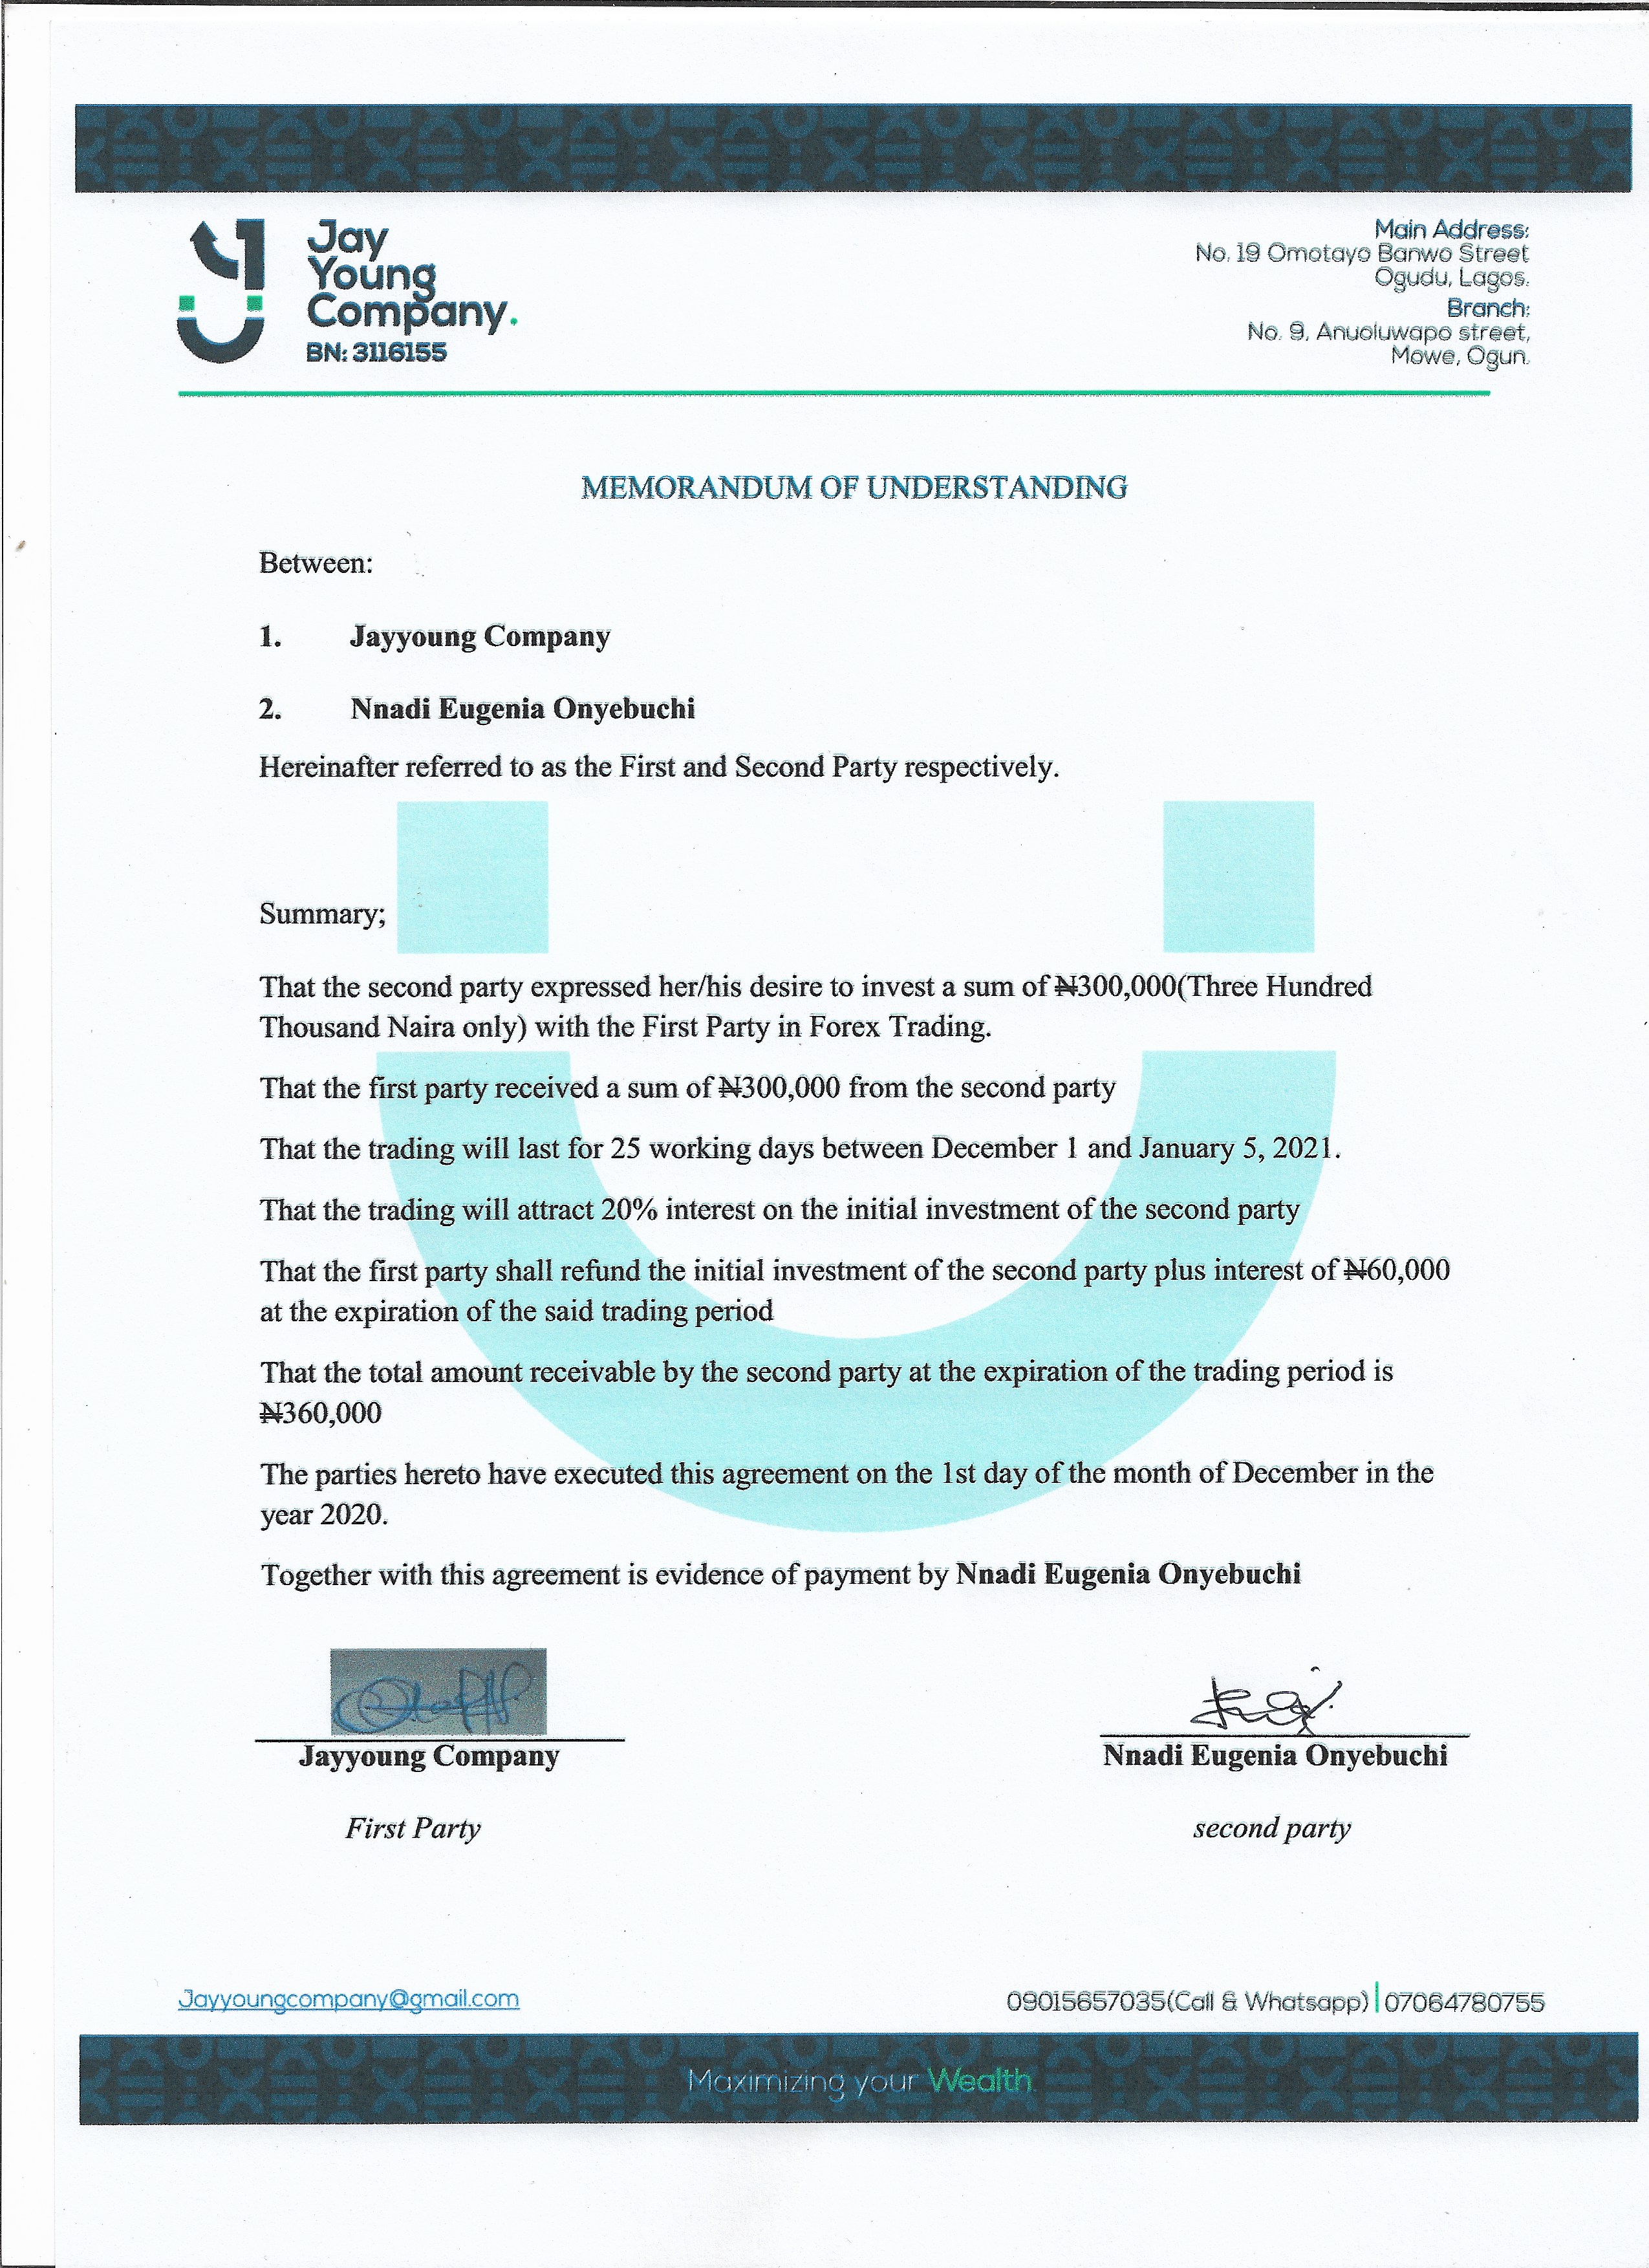 Jay
Young
Company.
BN: 3116155
Main Address:
No. 19 Omotayo Banwo Street
Ogudu, Lagos.
Branch:
No. 9, Anuoluwapo street,
Mowe, Ogun.
MEMORANDUM OF UNDERSTANDING
Between:
1. Jayyoung Company
2. Nnadi Eugenia Onyebuchi
Hereinafter referred to as the First and Second Party respectively.
Summary;
That the second party expressed her/his desire to invest a sum of ₦300,000(Three Hundred
Thousand Naira only) with the First Party in Forex Trading.
That the first party received a sum of ₦300,000 from the second party
That the trading will last for 25 working days between December 1 and January 5, 2021.
That the trading will attract 20% interest on the initial investment of the second party
That the first party shall refund the initial investment of the second party plus interest of ₦60,000
at the expiration of the said trading period
That the total amount receivable by the second party at the expiration of the trading period is
₦360,000
The parties hereto have executed this agreement on the 1st day of the month of December in the
year 2020.
Together with this agreement is evidence of payment by Nnadi Eugenia Onyebuchi
Jayyoung Company
Nnadi Eugenia Onyebuchi
First Party
second party
Jayyoungcompany@gmail.com
09015657035(Call & Whatsapp)|07064780755
Maximizing your Wealth.